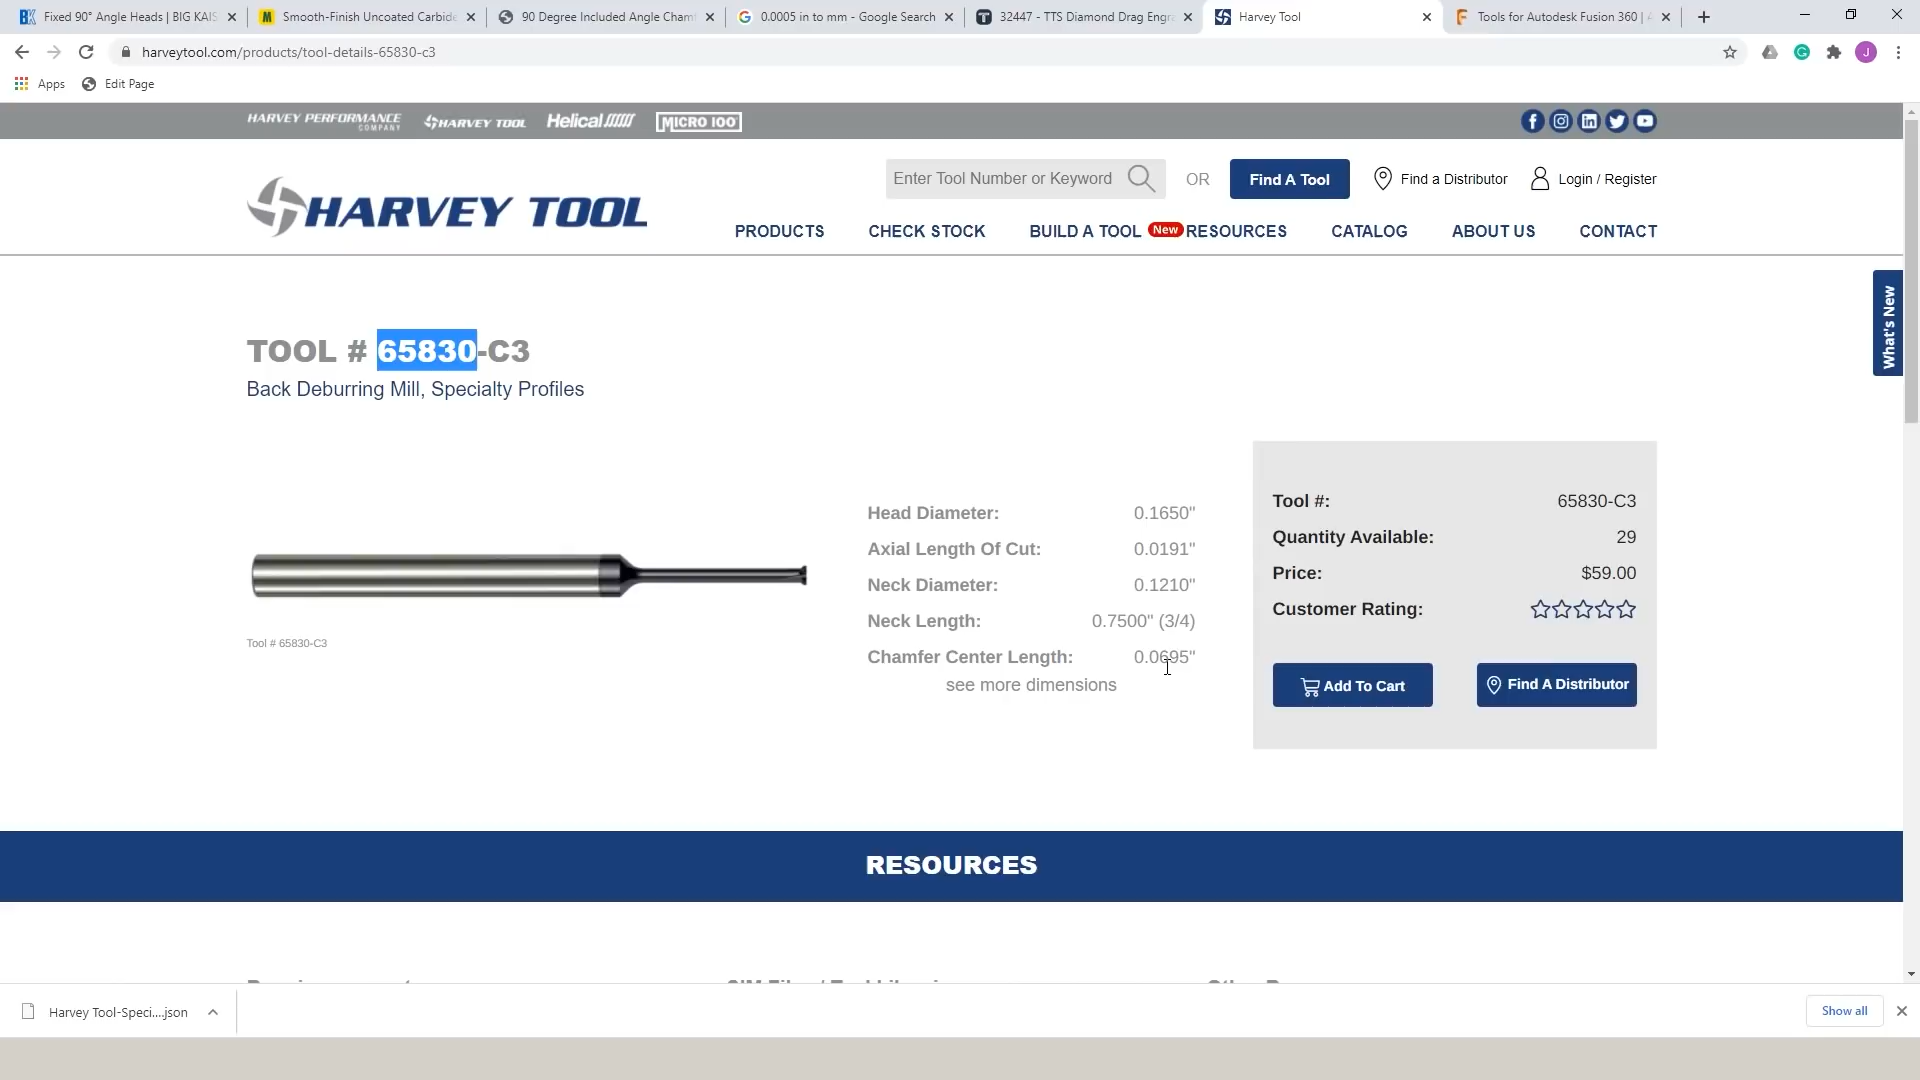 Fixed 90° Angle Heads | BIG KAIS
Smooth-Finish Uncoated Carbide
90 Degree Included Angle Cham
0.0005 in to mm - Google Search
32447 - TTS Diamond Drag Engr
Harvey Tool
Tools for Autodesk Fusion 360 |
harveytool.com/products/tool-details-65830-c3
J
Apps
Edit Page
HARVEY PERFORMANCE
COMPANY
HARVEY TOOL
Helical
MICRO 100
Enter Tool Number or Keyword
OR
Find A Tool
Find a Distributor
Login / Register
HARVEY TOOL
PRODUCTS
CHECK STOCK
BUILD A TOOL
New
RESOURCES
CATALOG
ABOUT US
CONTACT
What's New
TOOL # 65830-C3
Back Deburring Mill, Specialty Profiles
Tool # 65830-C3
Head Diameter: 0.1650"
Axial Length Of Cut: 0.0191"
Neck Diameter: 0.1210"
Neck Length: 0.7500" (3/4)
Chamfer Center Length: 0.0695"
see more dimensions
Tool #: 65830-C3
Quantity Available: 29
Price: $59.00
Customer Rating:
Add To Cart
Find A Distributor
RESOURCES
Harvey Tool-Speci....json
Show all